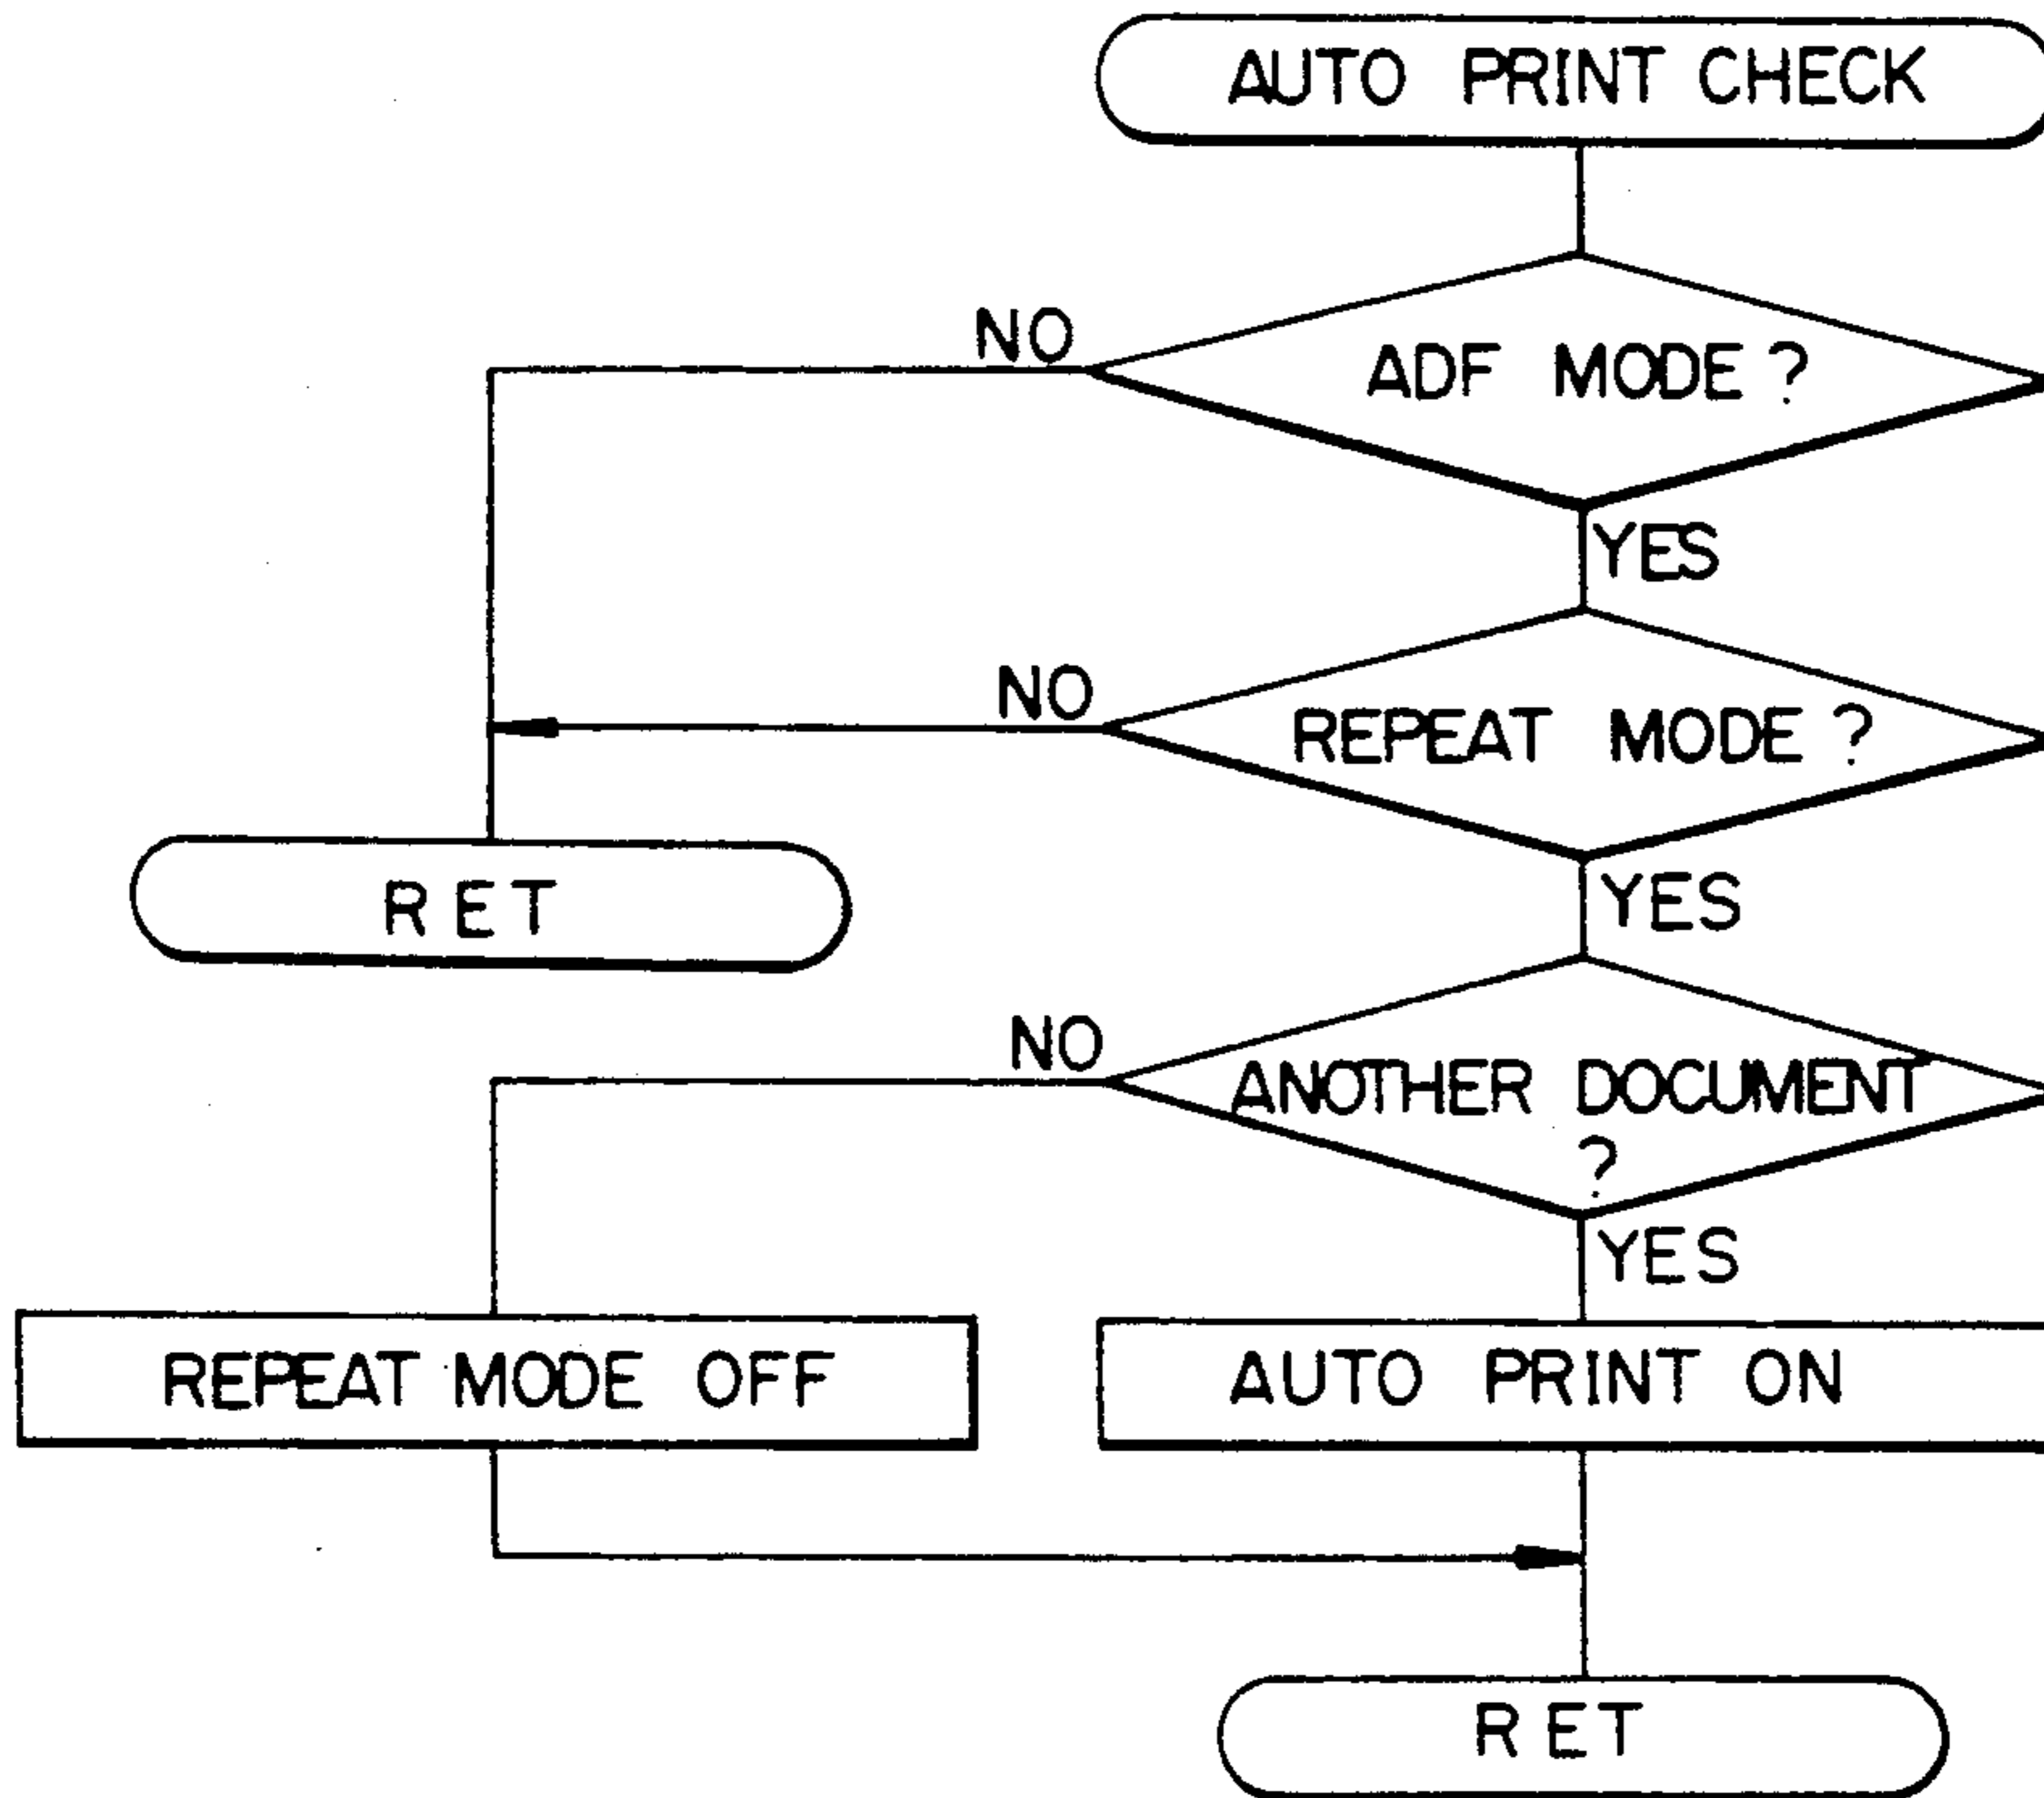 AUTO PRINT CHECK
NO
ADF MODE ?
YES
NO
REPEAT MODE ?
RET
YES
NO
ANOTHER DOCUMENT
?
YES
REPEAT MODE OFF
AUTO PRINT ON
RET